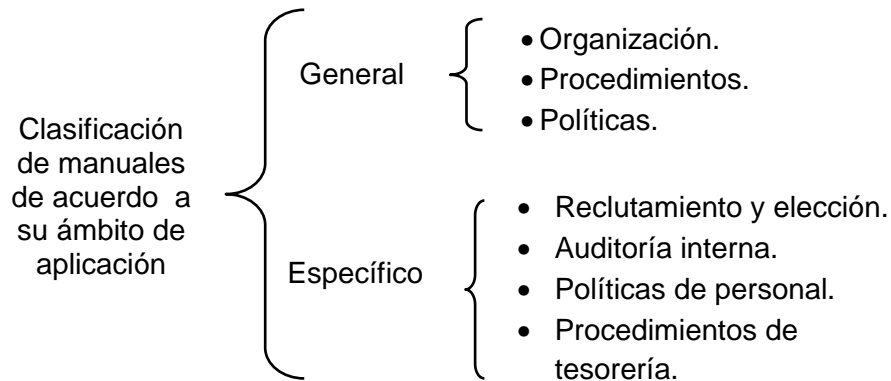 Clasificación
de manuales
de acuerdo a
su ámbito de
aplicación
General
• Organización.
• Procedimientos.
• Políticas.
Específico
• Reclutamiento y elección.
• Auditoría interna.
• Políticas de personal.
• Procedimientos de
tesorería.